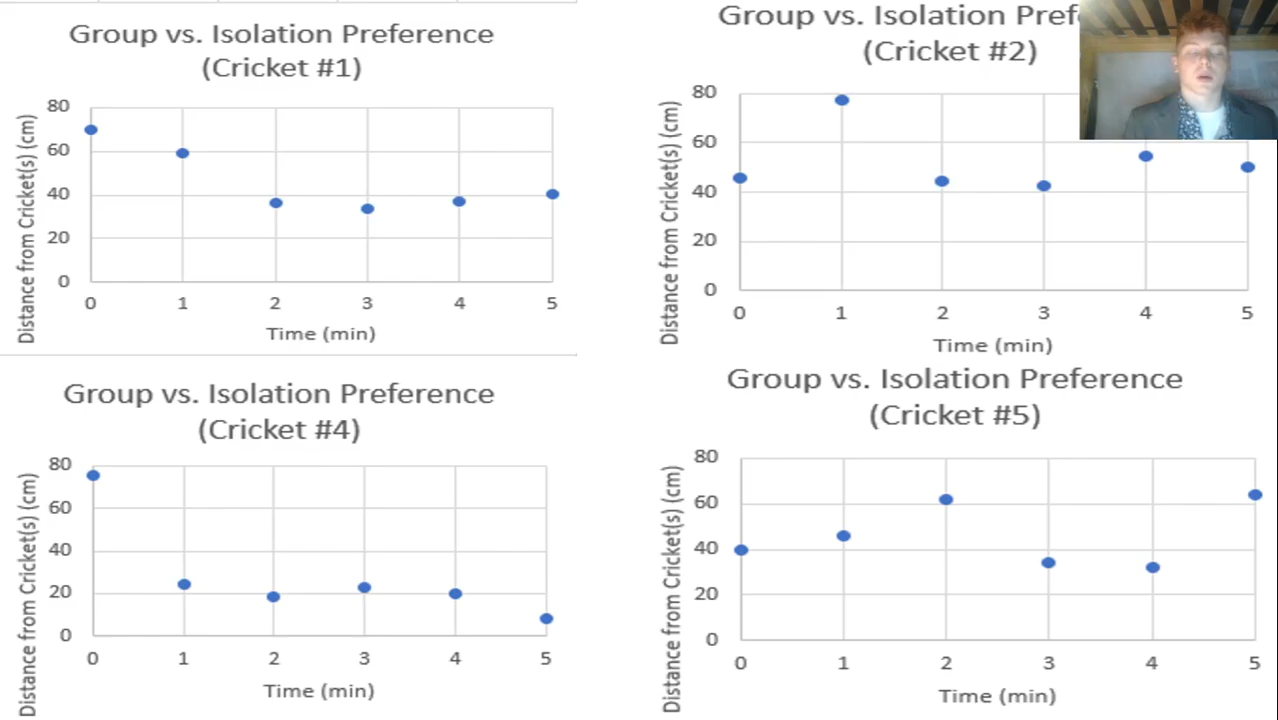 Group vs. Isolation Preference
(Cricket #1)
Distance from Cricket(s) (cm)
80
60
40
20
0
0 1 2 3 4 5
Time (min)
Group vs. Isolation
(Cricket #2)
Distance from Cricket(s) (cm)
80
60
40
20
0
0 1 2 3 4 5
Time (min)
Group vs. Isolation Preference
(Cricket #4)
Distance from Cricket(s) (cm)
80
60
40
20
0
0 1 2 3 4 5
Time (min)
Group vs. Isolation Preference
(Cricket #5)
Distance from Cricket(s) (cm)
80
60
40
20
0
0 1 2 3 4 5
Time (min)